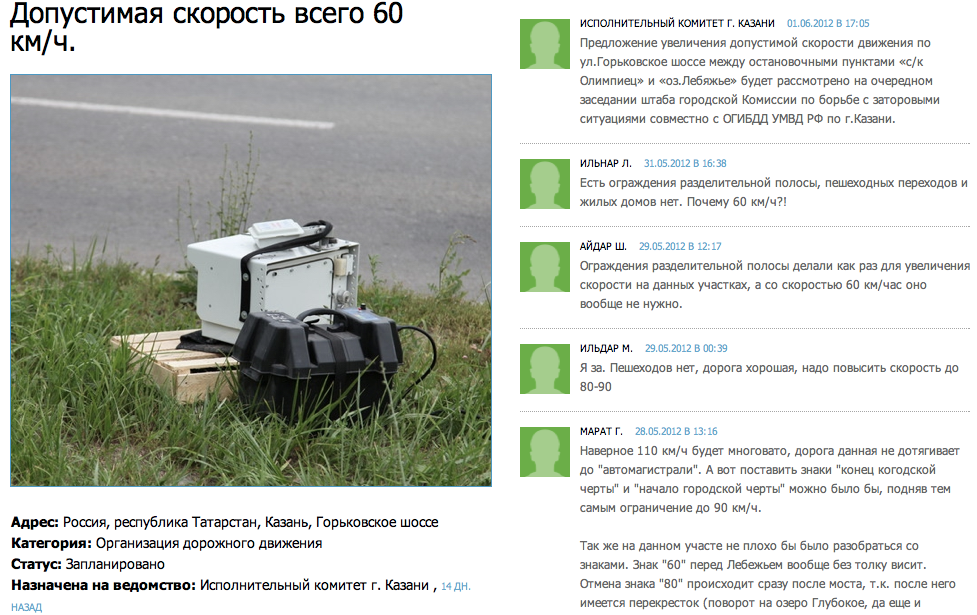 Допустимая скорость всего 60
км/ч.
Адрес: Россия, республика Татарстан, Казань, Горьковское шоссе
Категория: Организация дорожного движения
Статус: Запланировано
Назначена на ведомство: Исполнительный комитет г. Казани , 14 ДН.
НАЗАД
ИСПОЛНИТЕЛЬНЫЙ КОМИТЕТ Г. КАЗАНИ 01.06.2012 В 17:05
Предложение увеличения допустимой скорости движения по
ул.Горьковское шоссе между остановочными пунктами «с/к
Олимпиец» и «оз.Лебяжье» будет рассмотрено на очередном
заседании штаба городской Комиссии по борьбе с заторовыми
ситуациями совместно с ОГИБДД УМВД РФ по г.Казани.
ИЛЬНАР Л. 31.05.2012 В 16:38
Есть ограждения разделительной полосы, пешеходных переходов и
жилых домов нет. Почему 60 км/ч?!
АЙДАР Ш. 29.05.2012 В 12:17
Ограждения разделительной полосы делали как раз для увеличения
скорости на данных участках, а со скоростью 60 км/час оно
вообще не нужно.
ИЛЬДАР М. 29.05.2012 В 00:39
Я за. Пешеходов нет, дорога хорошая, надо повысить скорость до
80-90
МАРАТ Г. 28.05.2012 В 13:16
Наверное 110 км/ч будет многовато, дорога данная не дотягивает
до "автомагистрали". А вот поставить знаки "конец когодской
черты" и "начало городской черты" можно было бы, подняв тем
самым ограничение до 90 км/ч.
Так же на данном участе не плохо бы было разобраться со
знаками. Знак "60" перед Лебежьем вообще без толку висит.
Отмена знака "80" происходит сразу после моста, т.к. после него
имеется перекресток (поворот на озеро Глубокое, да еще и